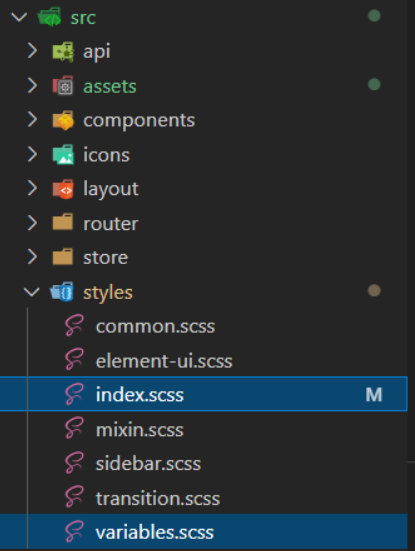 src
api
assets
components
icons
layout
router
store
styles
common.scss
element-ui.scss
index.scss M
mixin.scss
sidebar.scss
transition.scss
variables.scss